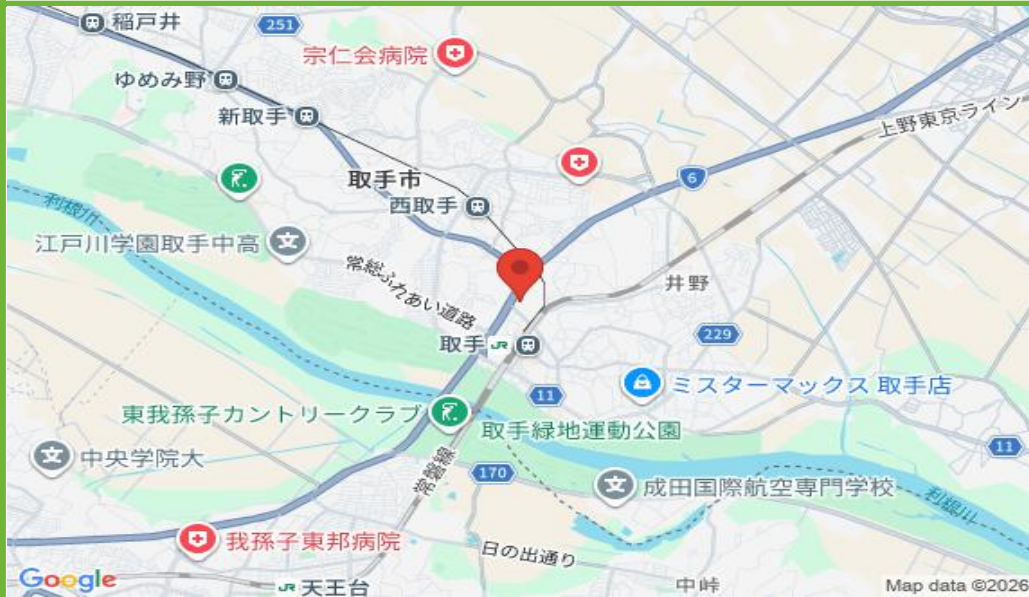 稲戸井
251
宗仁会病院
ゆめみ野
新取手
上野東京ライン
6
取手市
西取手
利根川
江戸川学園取手中高
常総ふれあい道路
井野
取手 JR
229
ミスターマックス 取手店
11
東我孫子カントリークラブ
取手緑地運動公園
11
中央学院大
常磐線
170
成田国際航空専門学校
利根川
我孫子東邦病院
日の出通り
Google
JR 天王台
中峠
Map data ©2026